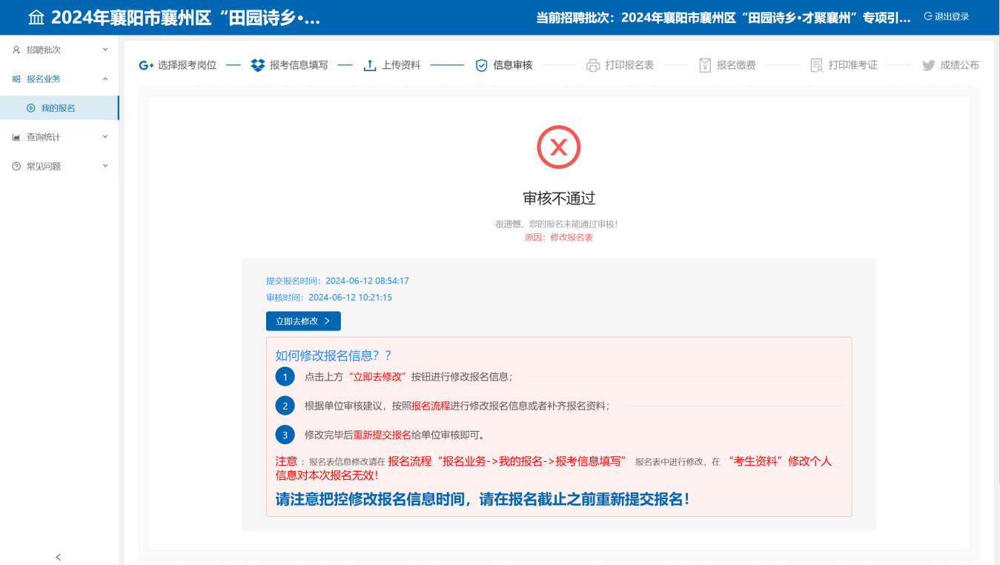 2024年襄阳市襄州区“田园诗乡·...
当前招聘批次：2024年襄阳市襄州区“田园诗乡·才聚襄州”专项引...
退出登录
招聘批次
报名业务
我的报名
查询统计
常见问题
选择报考岗位
报考信息填写
上传资料
信息审核
打印报名表
报名缴费
打印准考证
成绩公布
审核不通过
很遗憾，您的报名未能通过审核！
原因：修改报名表
提交报名时间：2024-06-12 08:54:17
审核时间：2024-06-12 10:21:15
立即去修改
如何修改报名信息？？
1 点击上方“立即去修改”按钮进行修改报名信息；
2 根据单位审核建议，按照报名流程进行修改报名信息或者补齐报名资料；
3 修改完毕后重新提交报名给单位审核即可。
注意 ：报名表信息修改请在 报名流程“报名业务->我的报名->报考信息填写” 报名表中进行修改，在 “考生资料”修改个人
信息对本次报名无效！
请注意把控修改报名信息时间，请在报名截止之前重新提交报名！